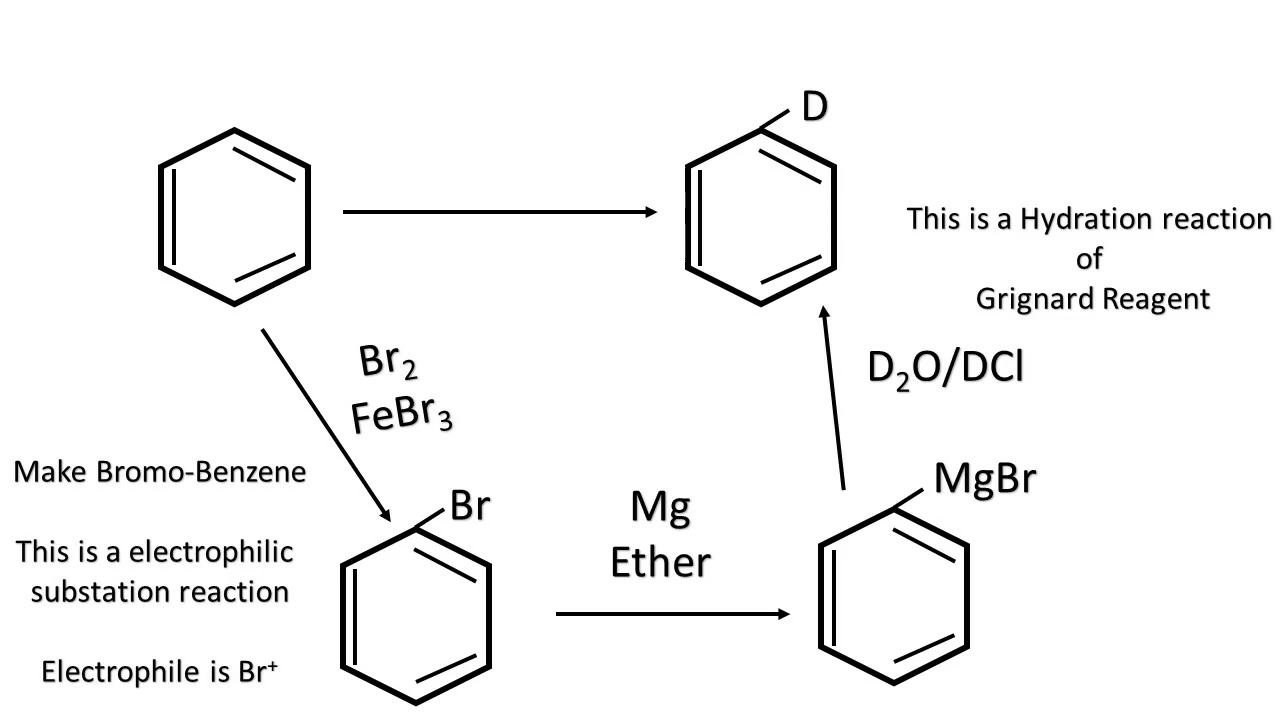 D
This is a Hydration reaction
of
Grignard Reagent
Br₂
FeBr₃
D₂O/DCl
Make Bromo-Benzene
Br
Mg
Ether
MgBr
This is a electrophilic
substation reaction
Electrophile is Br⁺